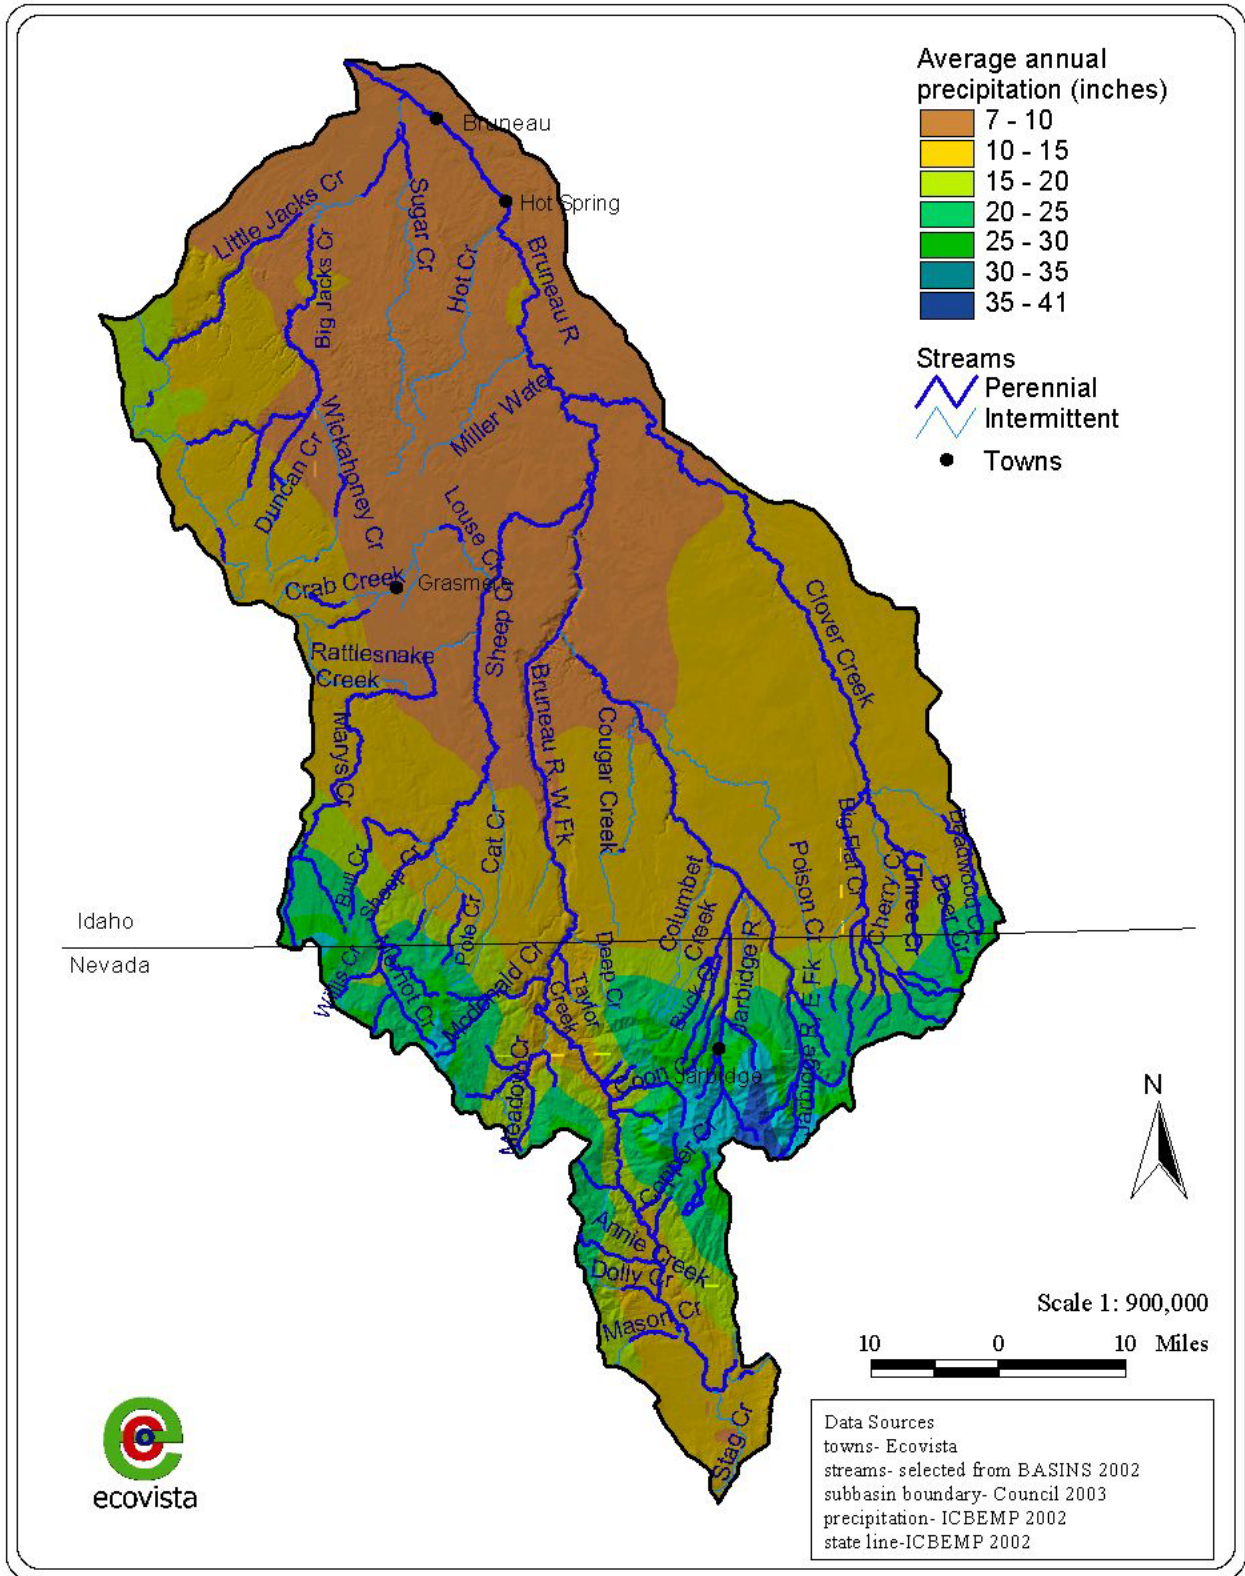 Average annual
precipitation (inches)
7 - 10
10 - 15
15 - 20
20 - 25
25 - 30
30 - 35
35 - 41
Streams
Perennial
Intermittent
Towns
Bruneau
Hot Spring
Little Jacks Cr
Sugar Cr
Big Jacks Cr
Hot Cr
Bruneau R
Miller Water
Wickahoney Cr
Duncan Cr
Louse Cr
Crab Creek
Grasmere
Sheep Cr
Clover Creek
Rattlesnake
Creek
Marys Cr
Bruneau R, W Fk
Cougar Creek
Cat Cr
Bull Cr
Sheep Cr
Pole Cr
Columbet
Creek
Poison Cr
Big Flat Cr
Cherry Cr
Three Cr
Deer Cr
Deadwood Cr
Idaho
Nevada
Willis Cr
Merriot Cr
Mcdonald Cr
Taylor
Creek
Deep Cr
Buck Cr
Jarbidge R
Jarbidge R, E Fk
Meadow Cr
Coon Cr
Jarbidge
Copper Cr
Annie Creek
Dolly Cr
Mason Cr
Stag Cr
N
Scale 1: 900,000
10 0 10 Miles
ecovista
Data Sources
towns- Ecovista
streams- selected from BASINS 2002
subbasin boundary- Council 2003
precipitation- ICBEMP 2002
state line-ICBEMP 2002